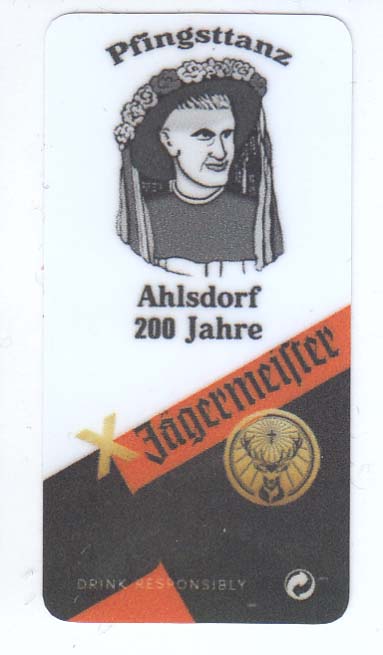 Pfingsttanz
Ahlsdorf
200 Jahre
X
Jägermeister
DRINK RESPONSIBLY